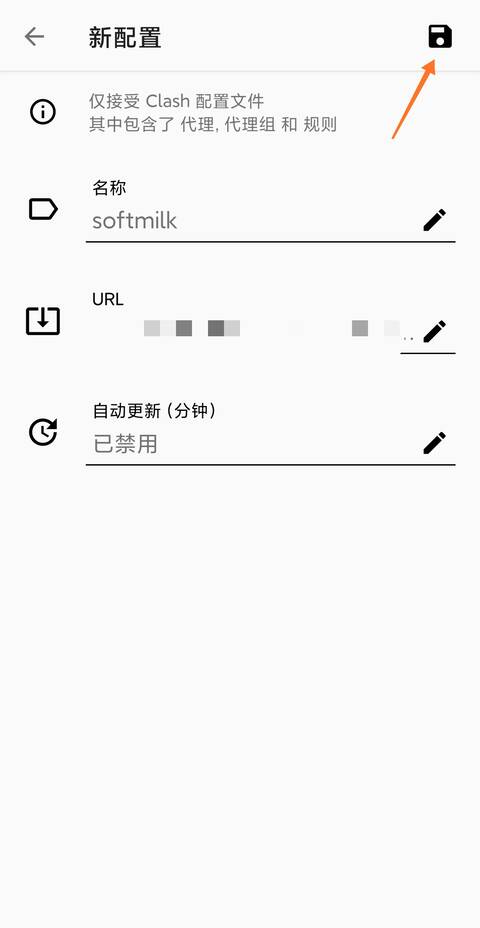 新配置
仅接受 Clash 配置文件
其中包含了 代理, 代理组 和 规则
名称
softmilk
URL
..
自动更新 (分钟)
已禁用